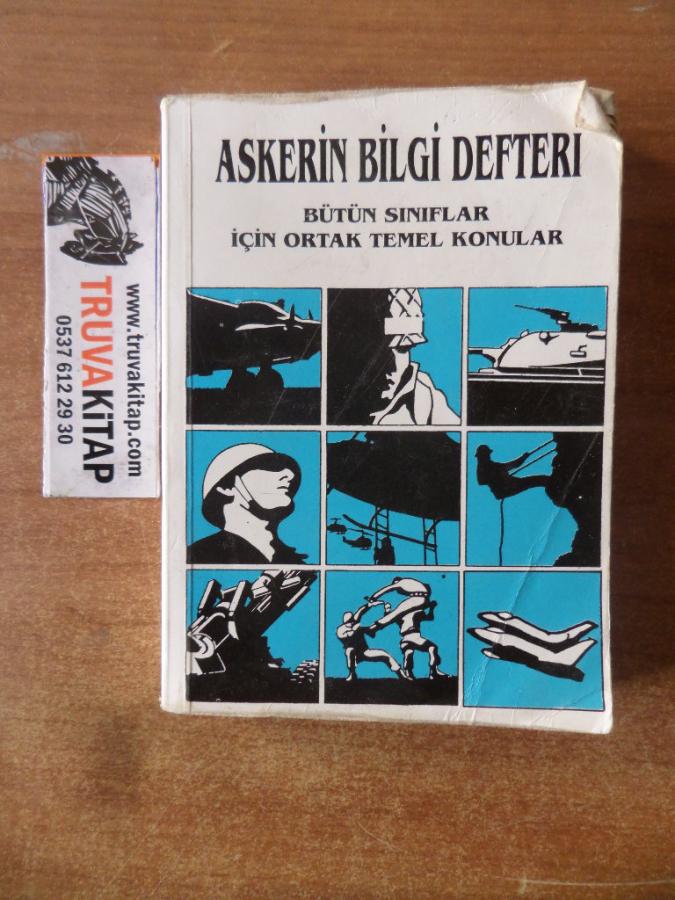 ASKERİN BİLGİ DEFTERI
BÜTÜN SINIFLAR
İÇİN ORTAK TEMEL KONULAR
www.truvakitap.com
TRUVAKİTAP
0537 612 29 30